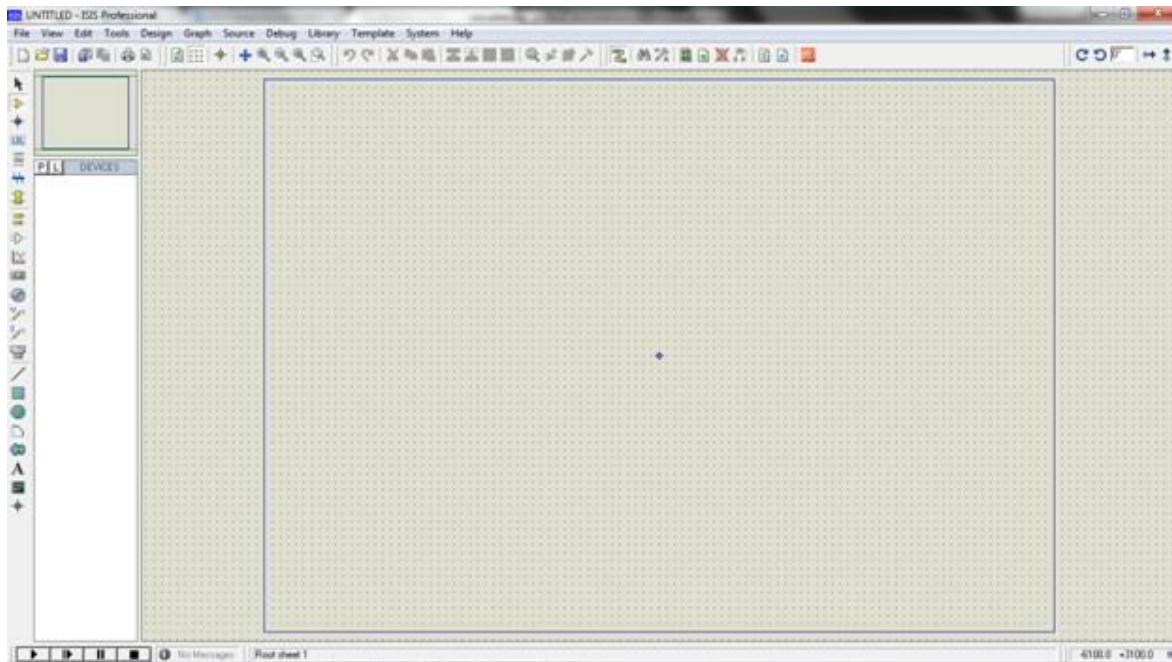 UNTITLED - ISIS Professional
File View Edit Tools Design Graph Source Debug Library Template System Help
P L DEVICES
LBL
A
No Messages
Root sheet 1
-6100.0 +3100.0